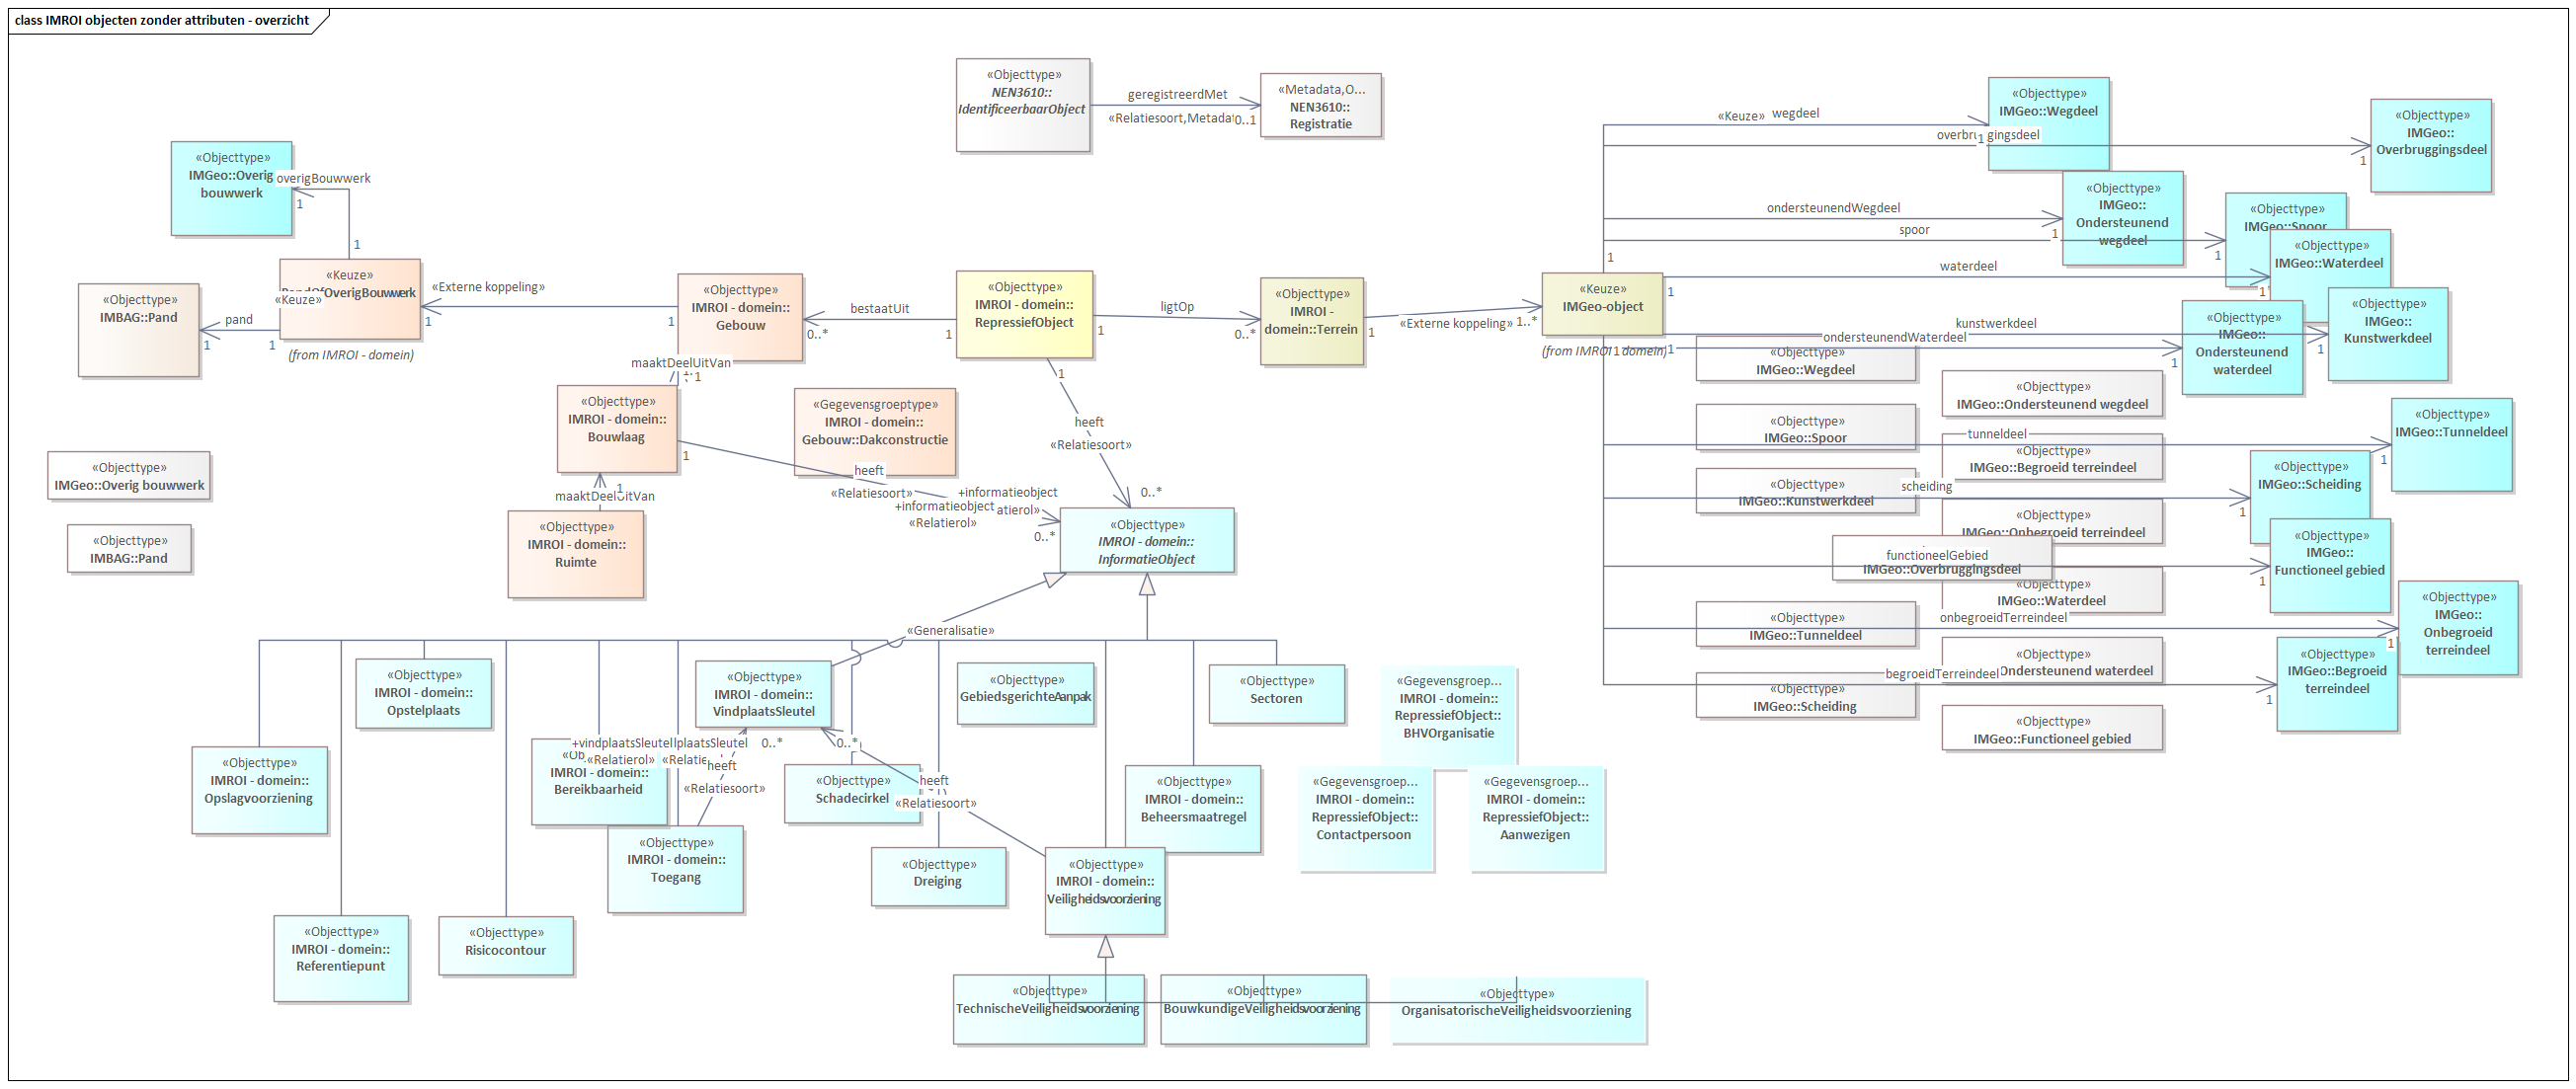 class IMROI objecten zonder attributen - overzicht
«Objecttype»
NEN3610::
IdentificeerbaarObject
geregistreerdMet
«Relatiesoort,Metada
0..1
«Metadata,O...
NEN3610::
Registratie
«Objecttype»
IMGeo::Overig
bouwwerk
overigBouwwerk
1
1
«Keuze»
OverigBouwwerk
«Keuze»
(from IMROI - domein)
«Objecttype»
IMBAG::Pand
pand
1
1
«Externe koppeling»
1
1
«Objecttype»
IMROI - domein::
Gebouw
bestaatUit
0..*
1
«Objecttype»
IMROI - domein::
RepressiefObject
ligtOp
1
0..*
«Objecttype»
IMROI -
domein::Terrein
«Externe koppeling»
1
1..*
«Keuze»
IMGeo-object
(from IMROI domein)
1
1
1
1
«Keuze»
wegdeel
1
«Objecttype»
IMGeo::Wegdeel
overbruggingsdeel
1
«Objecttype»
IMGeo::
Overbruggingsdeel
ondersteunendWegdeel
1
«Objecttype»
IMGeo::
Ondersteunend
wegdeel
spoor
1
«Objecttype»
IMGeo::Spoor
waterdeel
1
«Objecttype»
IMGeo::Waterdeel
kunstwerkdeel
1
«Objecttype»
IMGeo::
Kunstwerkdeel
ondersteunendWaterdeel
1
«Objecttype»
IMGeo::
Ondersteunend
waterdeel
«Objecttype»
IMGeo::Wegdeel
«Objecttype»
IMGeo::Ondersteunend wegdeel
«Objecttype»
IMGeo::Spoor
tunneldeel
1
«Objecttype»
IMGeo::Tunneldeel
«Objecttype»
IMGeo::Begroeid terreindeel
«Objecttype»
IMGeo::Kunstwerkdeel
scheiding
1
«Objecttype»
IMGeo::Scheiding
«Objecttype»
IMGeo::Onbegroeid terreindeel
functioneelGebied
IMGeo::Overbruggingsdeel
1
«Objecttype»
IMGeo::
Functioneel gebied
«Objecttype»
IMGeo::Waterdeel
«Objecttype»
IMGeo::Tunneldeel
onbegroeidTerreindeel
1
«Objecttype»
IMGeo::
Onbegroeid
terreindeel
«Objecttype»
Ondersteunend waterdeel
begroeidTerreindeel
1
«Objecttype»
IMGeo::Begroeid
terreindeel
«Objecttype»
IMGeo::Scheiding
«Objecttype»
IMGeo::Functioneel gebied
maaktDeelUitVan
1
«Objecttype»
IMROI - domein::
Bouwlaag
1
«Gegevensgroeptype»
IMROI - domein::
Gebouw::Dakconstructie
1
heeft
«Relatiesoort»
0..*
heeft
«Relatiesoort»
+informatieobject
+informatieobject
atierol»
«Relatierol»
0..*
maaktDeelUitVan
1
«Objecttype»
IMROI - domein::
Ruimte
«Objecttype»
IMGeo::Overig bouwwerk
«Objecttype»
IMBAG::Pand
«Objecttype»
IMROI - domein::
InformatieObject
«Generalisatie»
«Objecttype»
IMROI - domein::
Opstelplaats
«Objecttype»
IMROI - domein::
VindplaatsSleutel
«Objecttype»
GebiedsgerichteAanpak
«Objecttype»
Sectoren
«Gegevensgroep...
IMROI - domein::
RepressiefObject::
BHVOrganisatie
«Objecttype»
IMROI - domein::
Opslagvoorziening
+vindplaatsSleutel
plaatsSleutel
«Relatierol»
«Relatie
0..*
0..*
IMROI - domein::
Bereikbaarheid
heeft
«Relatiesoort»
«Objecttype»
Schadecirkel
heeft
«Relatiesoort»
«Objecttype»
IMROI - domein::
Beheersmaatregel
«Gegevensgroep...
IMROI - domein::
RepressiefObject::
Contactpersoon
«Gegevensgroep...
IMROI - domein::
RepressiefObject::
Aanwezigen
«Objecttype»
IMROI - domein::
Toegang
«Objecttype»
Dreiging
«Objecttype»
IMROI - domein::
Veiligheidsvoorziening
«Objecttype»
IMROI - domein::
Referentiepunt
«Objecttype»
Risicocontour
«Objecttype»
TechnischeVeiligheidsvoorziening
«Objecttype»
BouwkundigeVeiligheidsvoorziening
«Objecttype»
OrganisatorischeVeiligheidsvoorziening